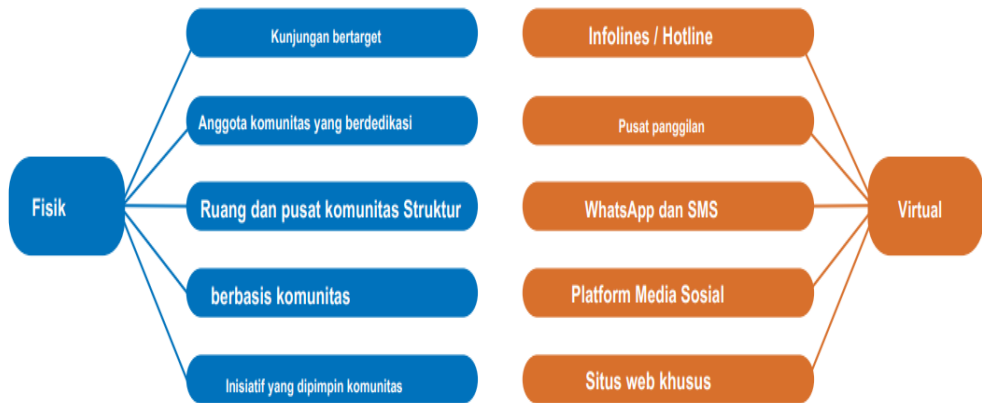 Fisik
Kunjungan bertarget
Anggota komunitas yang berdedikasi
Ruang dan pusat komunitas Struktur
berbasis komunitas
Inisiatif yang dipimpin komunitas
Infolines / Hotline
Pusat panggilan
WhatsApp dan SMS
Platform Media Sosial
Situs web khusus
Virtual